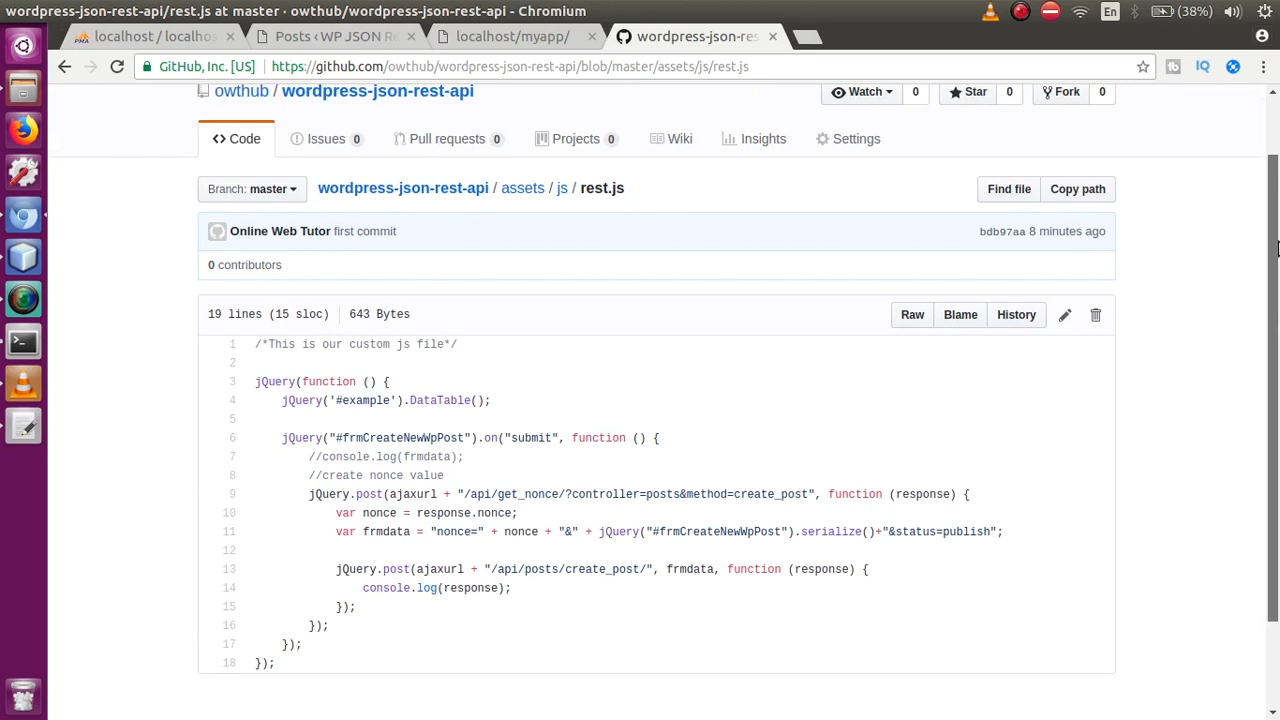 wordpress-json-rest-api/rest.js at master · owthub/wordpress-json-rest-api - Chromium
En (38%)
localhost / localhos
Posts ‹ WP JSON Re
localhost/myapp/
wordpress-json-res
GitHub, Inc. [US] https://github.com/owthub/wordpress-json-rest-api/blob/master/assets/js/rest.js
owthub / wordpress-json-rest-api
Watch 0 Star 0 Fork 0
Code Issues 0 Pull requests 0 Projects 0 Wiki Insights Settings
Branch: master wordpress-json-rest-api / assets / js / rest.js Find file Copy path
Online Web Tutor first commit bdb97aa 8 minutes ago
0 contributors
19 lines (15 sloc) 643 Bytes Raw Blame History
1 /*This is our custom js file*/
2
3 jQuery(function () {
4 jQuery('#example').DataTable();
5
6 jQuery("#frmCreateNewWpPost").on("submit", function () {
7 //console.log(frmdata);
8 //create nonce value
9 jQuery.post(ajaxurl + "/api/get_nonce/?controller=posts&method=create_post", function (response) {
10 var nonce = response.nonce;
11 var frmdata = "nonce=" + nonce + "&" + jQuery("#frmCreateNewWpPost").serialize()+"&status=publish";
12
13 jQuery.post(ajaxurl + "/api/posts/create_post/", frmdata, function (response) {
14 console.log(response);
15 });
16 });
17 });
18 });